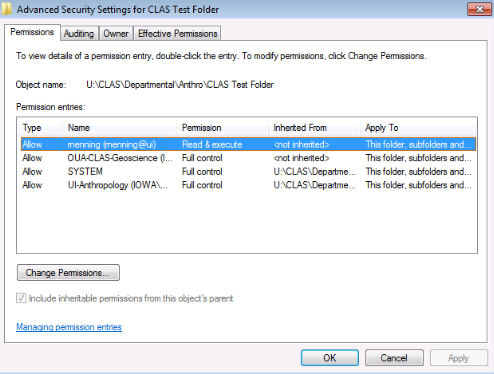 Advanced Security Settings for CLAS Test Folder
Permissions Auditing Owner Effective Permissions
To view details of a permission entry, double-click the entry. To modify permissions, click Change Permissions.
Object name: U:\CLAS\Departmental\Anthro\CLAS Test Folder
Permission entries:
Type Name Permission Inherited From Apply To
Allow menning (menning@ui) Read & execute <not inherited> This folder, subfolders and...
Allow OUA-CLAS-Geoscience (I... Full control <not inherited> This folder, subfolders and...
Allow SYSTEM Full control U:\CLAS\Departme... This folder, subfolders and...
Allow UI-Anthropology (IOWA\... Full control U:\CLAS\Departme... This folder, subfolders and...
Change Permissions...
Include inheritable permissions from this object's parent
Managing permission entries
OK Cancel Apply